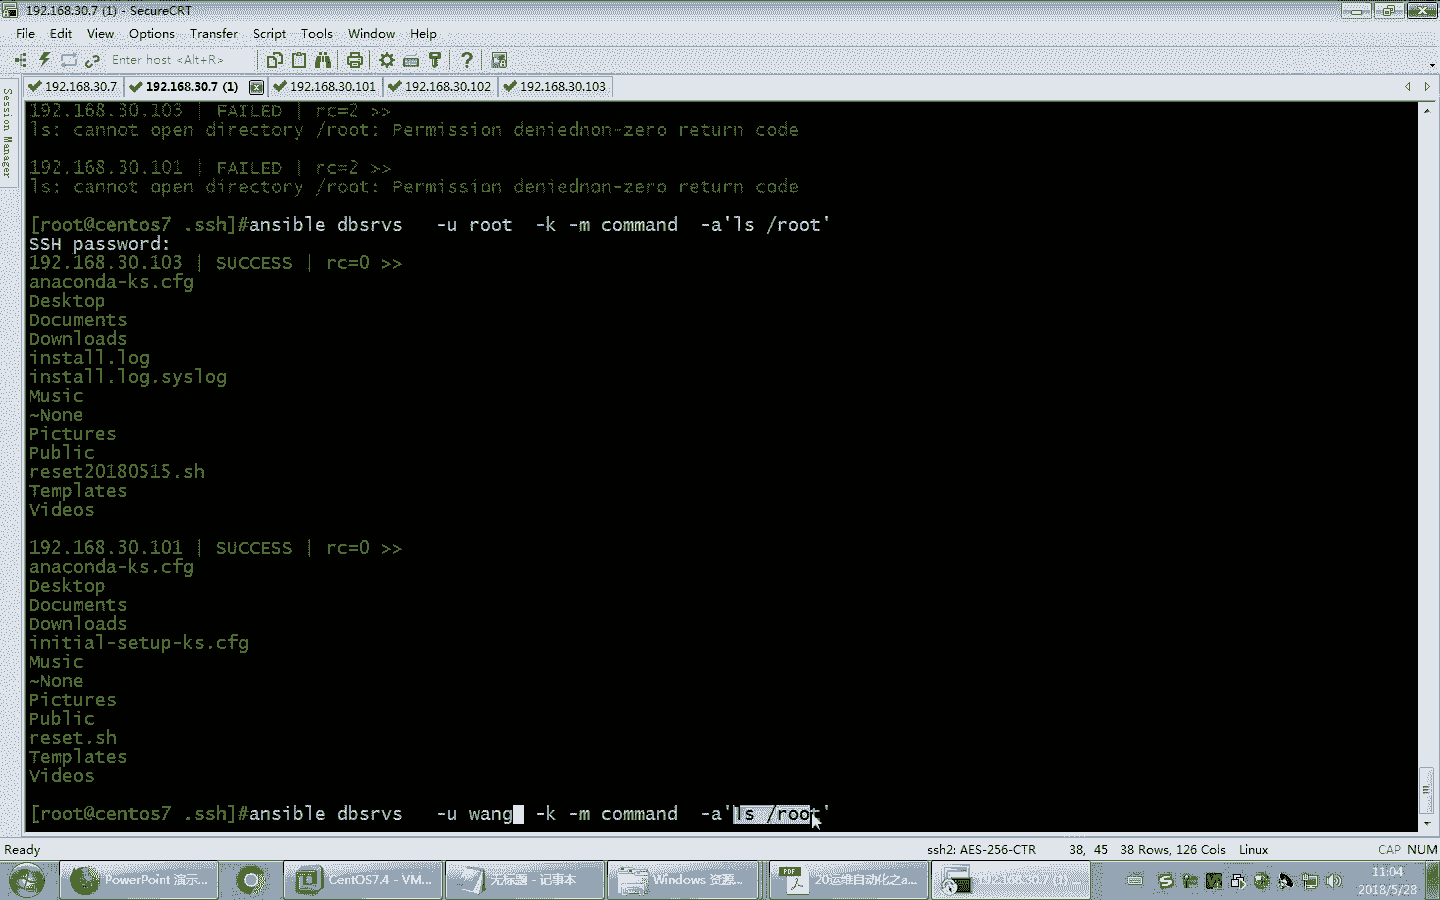 192.168.30.7 (1) - SecureCRT
File Edit View Options Transfer Script Tools Window Help
Enter host <Alt+R>
192.168.30.7 192.168.30.7 (1) 192.168.30.101 192.168.30.102 192.168.30.103
Session Manager
192.168.30.103 | FAILED | rc=2 >>
ls: cannot open directory /root: Permission deniednon-zero return code
192.168.30.101 | FAILED | rc=2 >>
ls: cannot open directory /root: Permission deniednon-zero return code
[root@centos7 .ssh]#ansible dbsrvs   -u root  -k -m command  -a'ls /root'
SSH password:
192.168.30.103 | SUCCESS | rc=0 >>
anaconda-ks.cfg
Desktop
Documents
Downloads
install.log
install.log.syslog
Music
~None
Pictures
Public
reset20180515.sh
Templates
Videos
192.168.30.101 | SUCCESS | rc=0 >>
anaconda-ks.cfg
Desktop
Documents
Downloads
initial-setup-ks.cfg
Music
~None
Pictures
Public
reset.sh
Templates
Videos
[root@centos7 .ssh]#ansible dbsrvs   -u wang  -k -m command  -a'ls /root'
Ready ssh2: AES-256-CTR 38, 45 38 Rows, 126 Cols Linux CAP NUM
PowerPoint 演示... CentOS7.4 - VM... 无标题 - 记事本 Windows 资源... 20运维自动化之a... 192.168.30.7 (1)... 11:04
2018/5/28